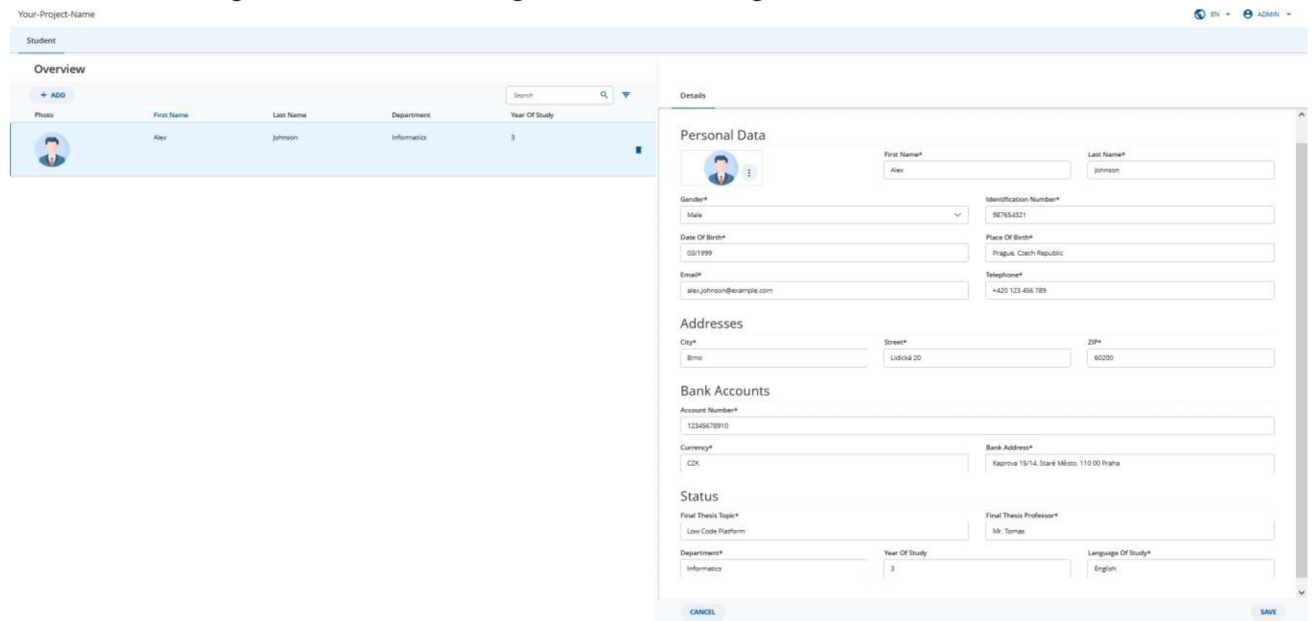 Your-Project-Name
EN
ADMIN
Student
Overview
+ ADD
Search
Photo
First Name
Last Name
Department
Year Of Study
Alex
Johnson
Informatics
3
Details
Personal Data
First Name*
Last Name*
Alex
Johnson
Gender*
Identification Number*
Male
987654321
Date Of Birth*
Place Of Birth*
03/1999
Prague, Czech Republic
Email*
Telephone*
alex.johnson@example.com
+420 123 456 789
Addresses
City*
Street*
ZIP*
Brno
Lidická 20
60200
Bank Accounts
Account Number*
12345678910
Currency*
Bank Address*
CZK
Kaprova 15/14, Staré Město, 110 00 Praha
Status
Final Thesis Topic*
Final Thesis Professor*
Low Code Platform
Mr. Tomas
Department*
Year Of Study
Language Of Study*
Informatics
3
English
CANCEL
SAVE